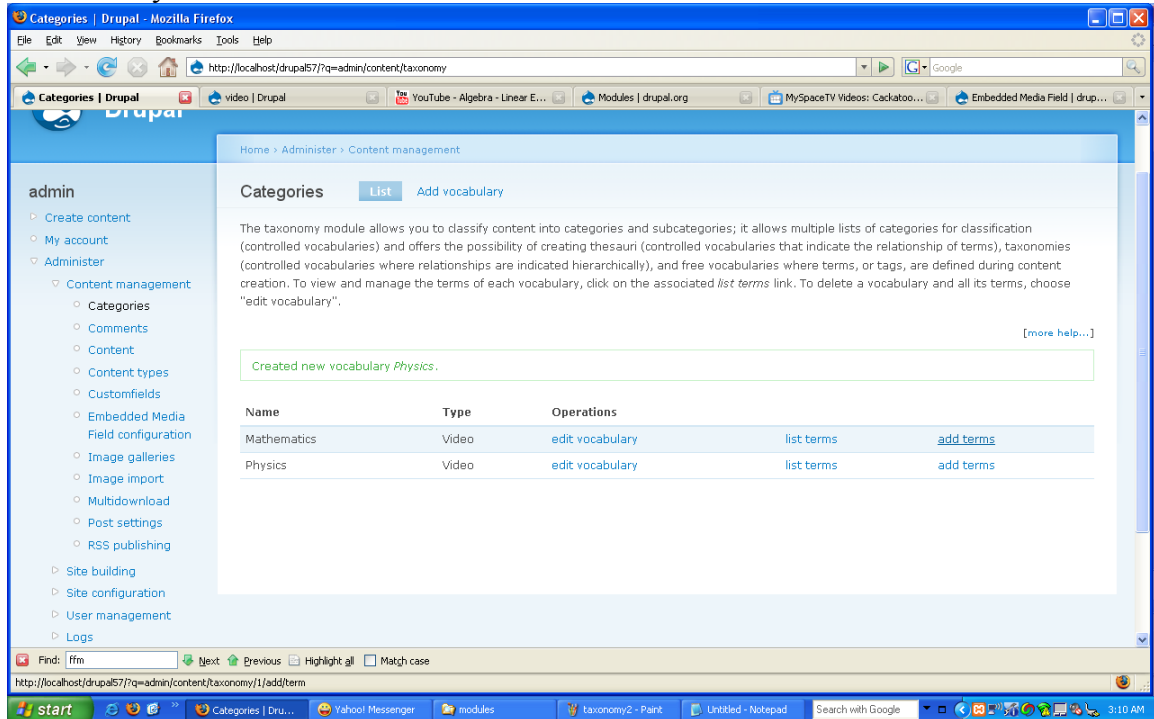 Categories | Drupal - Mozilla Firefox
File Edit View History Bookmarks Tools Help
http://localhost/drupal57/?q=admin/content/taxonomy
G Google
Categories | Drupal
video | Drupal
YouTube - Algebra - Linear E...
Modules | drupal.org
MySpaceTV Videos: Cackatoo...
Embedded Media Field | drup...
Drupal
Home › Administer › Content management
admin
Create content
My account
Administer
Content management
Categories
Comments
Content
Content types
Customfields
Embedded Media
Field configuration
Image galleries
Image import
Multidownload
Post settings
RSS publishing
Site building
Site configuration
User management
Logs
Categories List Add vocabulary
The taxonomy module allows you to classify content into categories and subcategories; it allows multiple lists of categories for classification
(controlled vocabularies) and offers the possibility of creating thesauri (controlled vocabularies that indicate the relationship of terms), taxonomies
(controlled vocabularies where relationships are indicated hierarchically), and free vocabularies where terms, or tags, are defined during content
creation. To view and manage the terms of each vocabulary, click on the associated list terms link. To delete a vocabulary and all its terms, choose
"edit vocabulary".
[more help...]
Created new vocabulary Physics.
Name Type Operations
Mathematics Video edit vocabulary list terms add terms
Physics Video edit vocabulary list terms add terms
Find: ffm Next Previous Highlight all Match case
http://localhost/drupal57/?q=admin/content/taxonomy/1/add/term
start Categories | Dru... Yahoo! Messenger modules taxonomy2 - Paint Untitled - Notepad Search with Google 3:10 AM